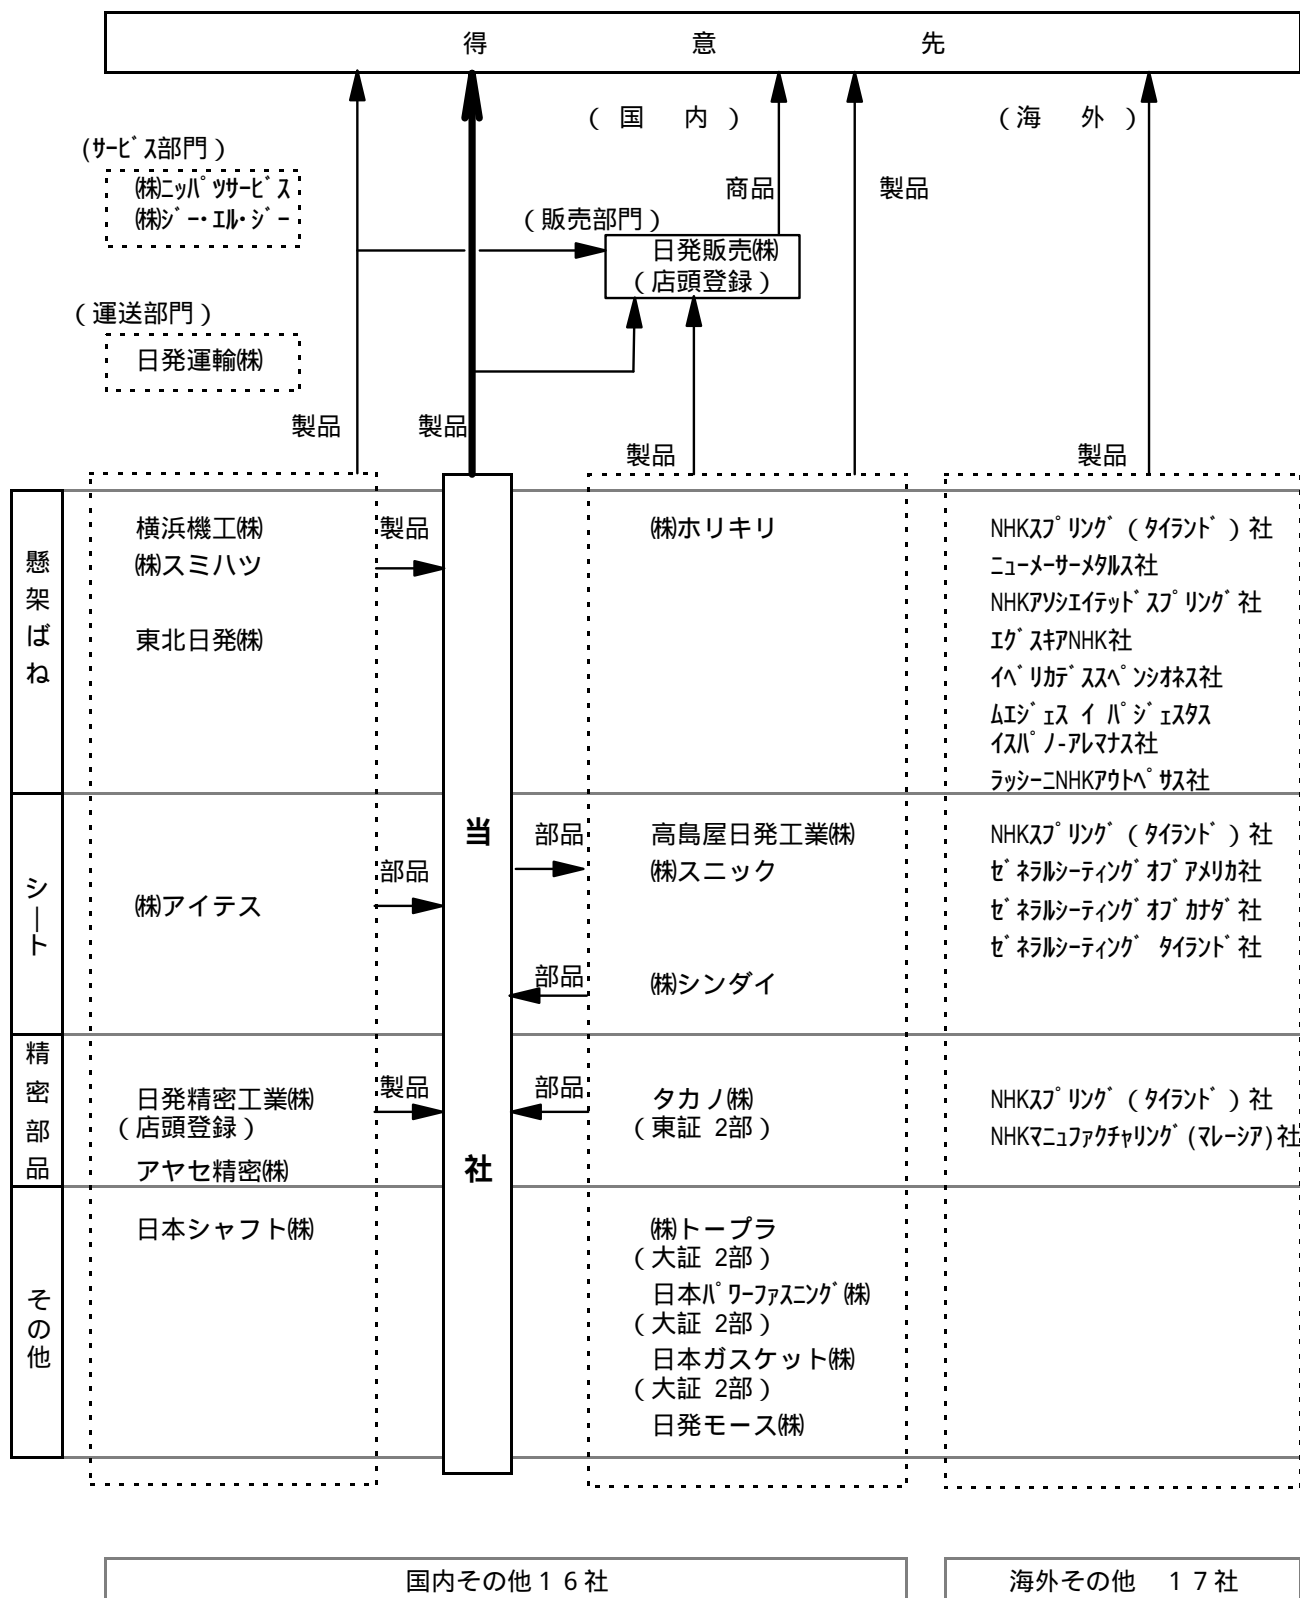 得 意 先
（ 国 内 ）
（ 海 外 ）
(ｻｰﾋﾞｽ部門）
㈱ﾆｯﾊﾟﾂｻｰﾋﾞｽ
㈱ｼﾞｰ･ｴﾙ･ｼﾞｰ
商品
製品
（販売部門）
日発販売㈱
（店頭登録）
（運送部門）
日発運輸㈱
製品
製品
製品
製品
懸架ばね
横浜機工㈱
㈱スミハツ
東北日発㈱
製品
㈱ホリキリ
NHKｽﾌﾟﾘﾝｸﾞ（ﾀｲﾗﾝﾄﾞ）社
ﾆｭｰﾒｰｻｰﾒﾀﾙｽ社
NHKｱｿｼｴｲﾃｯﾄﾞｽﾌﾟﾘﾝｸﾞ社
ｴｸﾞｽｷｱNHK社
ｲﾍﾞﾘｶﾃﾞｽｽﾍﾟﾝｼｵﾈｽ社
ﾑｴｼﾞｪｽ ｲ ﾊﾞｼﾞｪｽﾀｽ
ｲｽﾊﾟﾉ-ｱﾚﾏﾅｽ社
ﾗｯｼｰﾆNHKｱｳﾄﾍﾟｻｽ社
当
社
シート
㈱アイテス
部品
部品
高島屋日発工業㈱
㈱スニック
部品
㈱シンダイ
NHKｽﾌﾟﾘﾝｸﾞ（ﾀｲﾗﾝﾄﾞ）社
ｾﾞﾈﾗﾙｼｰﾃｨﾝｸﾞｵﾌﾞｱﾒﾘｶ社
ｾﾞﾈﾗﾙｼｰﾃｨﾝｸﾞｵﾌﾞｶﾅﾀﾞ社
ｾﾞﾈﾗﾙｼｰﾃｨﾝｸﾞ ﾀｲﾗﾝﾄﾞ社
精密部品
日発精密工業㈱
（店頭登録）
アヤセ精密㈱
製品
部品
タカノ㈱
（東証 2部）
NHKｽﾌﾟﾘﾝｸﾞ（ﾀｲﾗﾝﾄﾞ）社
NHKﾏﾆｭﾌｧｸﾁｬﾘﾝｸﾞ(ﾏﾚｰｼｱ)社
その他
日本シャフト㈱
㈱トープラ
（大証 2部）
日本ﾊﾟﾜｰﾌｧｽﾆﾝｸﾞ㈱
（大証 2部）
日本ガスケット㈱
（大証 2部）
日発モース㈱
国内その他１６社
海外その他 １７社